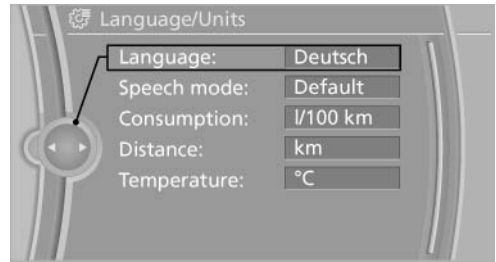 Language/Units
Language: Deutsch
Speech mode: Default
Consumption: l/100 km
Distance: km
Temperature: °C